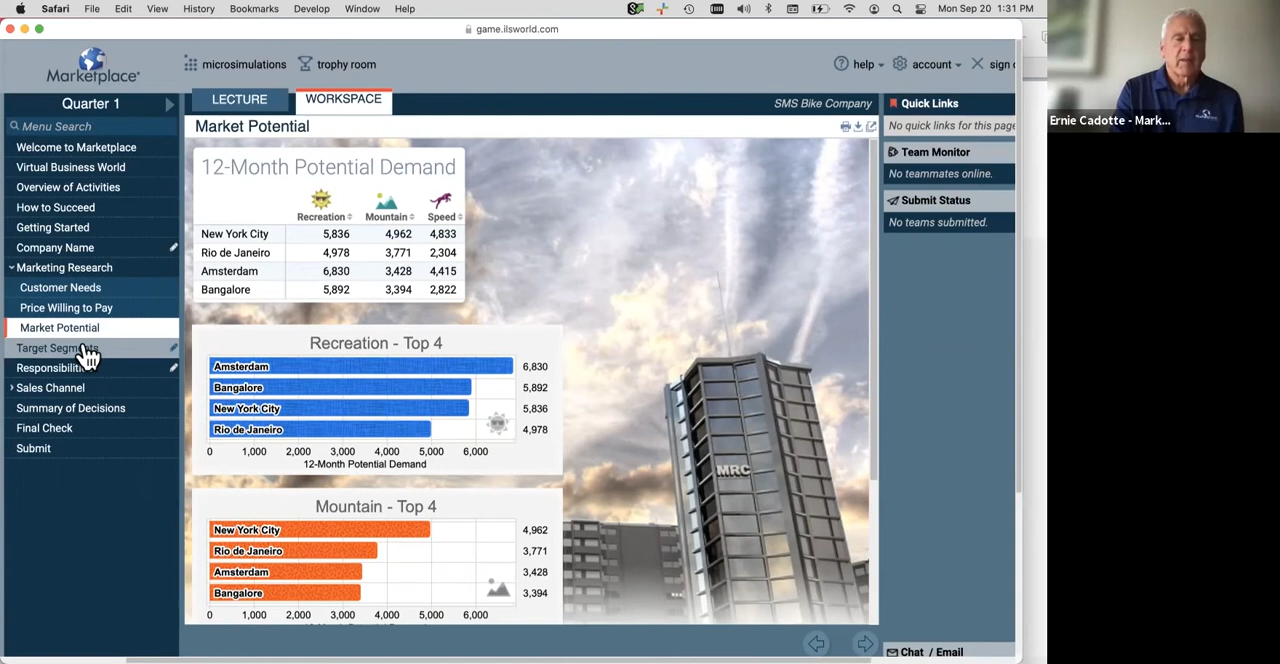 Safari File Edit View History Bookmarks Develop Window Help Mon Sep 20 1:31 PM
game.ilsworld.com
Marketplace
microsimulations trophy room help account sign
Quarter 1
Menu Search
Welcome to Marketplace
Virtual Business World
Overview of Activities
How to Succeed
Getting Started
Company Name
Marketing Research
Customer Needs
Price Willing to Pay
Market Potential
Target Segments
Sales Channel
Summary of Decisions
Final Check
Submit
LECTURE WORKSPACE SMS Bike Company
Market Potential
12-Month Potential Demand
Recreation Mountain Speed
New York City 5,836 4,962 4,833
Rio de Janeiro 4,978 3,771 2,304
Amsterdam 6,830 3,428 4,415
Bangalore 5,892 3,394 2,822
Recreation - Top 4
Amsterdam 6,830
Bangalore 5,892
New York City 5,836
Rio de Janeiro 4,978
0 1,000 2,000 3,000 4,000 5,000 6,000
12-Month Potential Demand
Mountain - Top 4
New York City 4,962
Rio de Janeiro 3,771
Amsterdam 3,428
Bangalore 3,394
0 1,000 2,000 3,000 4,000 5,000 6,000
MRC
Quick Links
No quick links for this page
Team Monitor
No teammates online.
Submit Status
No teams submitted.
Chat / Email
Ernie Cadotte - Mark...